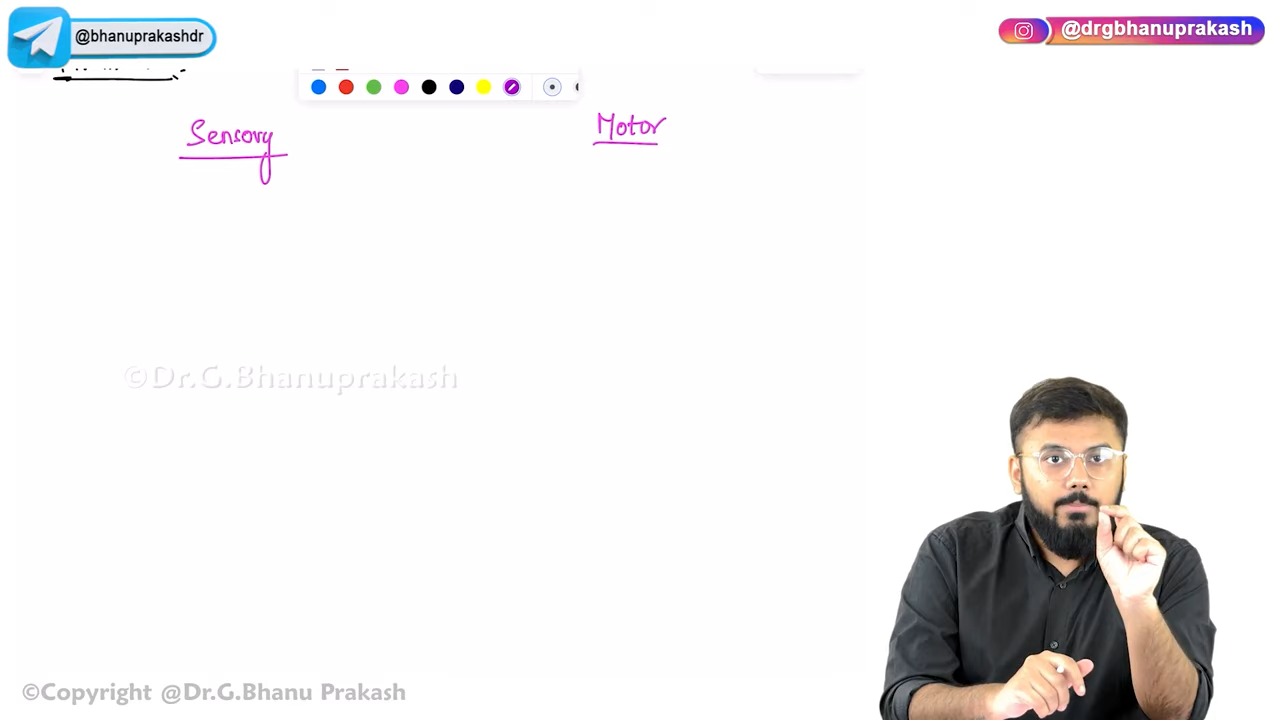 @bhanuprakashdr
@drgbhanuprakash
Sensory
Motor
©Dr.G.Bhanuprakash
©Copyright @Dr.G.Bhanu Prakash